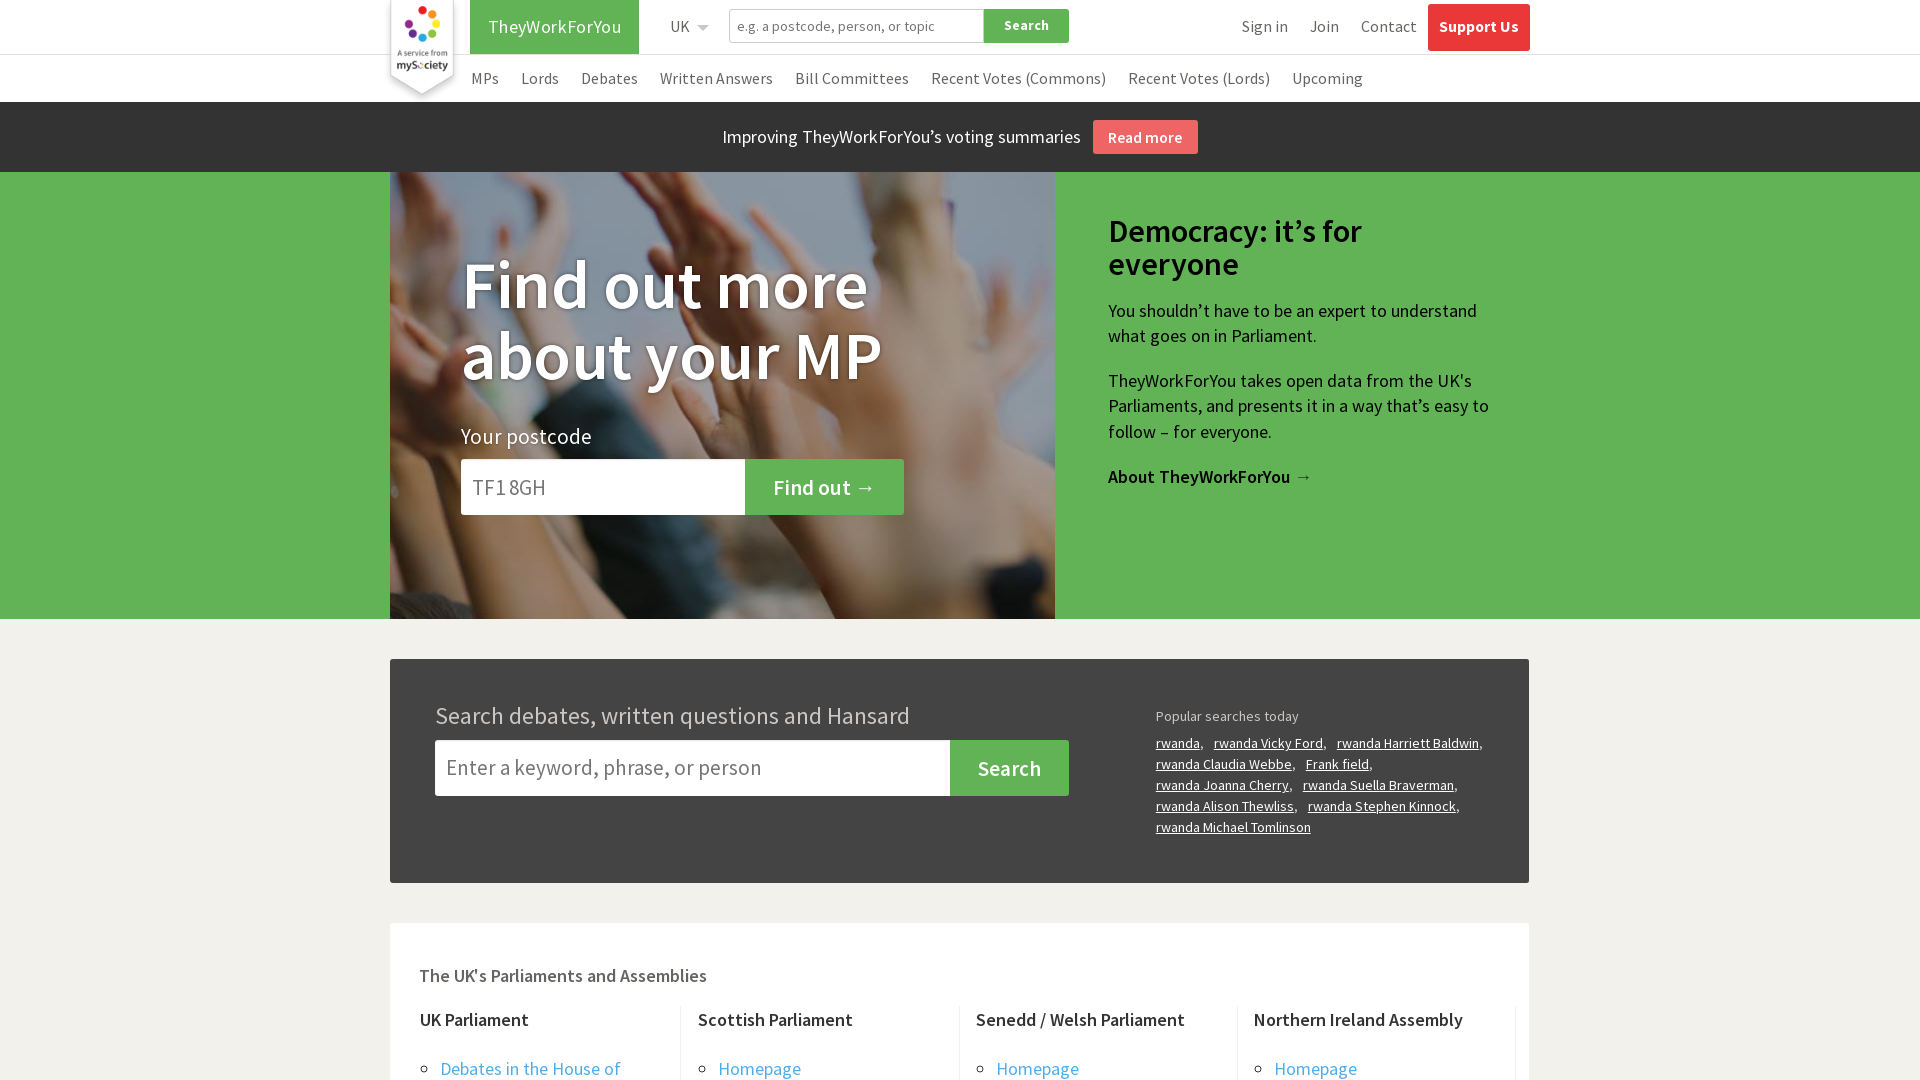 A service from
mySociety
TheyWorkForYou
UK
e.g. a postcode, person, or topic
Search
Sign in
Join
Contact
Support Us
MPs
Lords
Debates
Written Answers
Bill Committees
Recent Votes (Commons)
Recent Votes (Lords)
Upcoming
Improving TheyWorkForYou’s voting summaries
Read more
Find out more
about your MP
Your postcode
TF1 8GH
Find out →
Democracy: it’s for
everyone
You shouldn’t have to be an expert to understand
what goes on in Parliament.
TheyWorkForYou takes open data from the UK's
Parliaments, and presents it in a way that’s easy to
follow – for everyone.
About TheyWorkForYou →
Search debates, written questions and Hansard
Enter a keyword, phrase, or person
Search
Popular searches today
rwanda, rwanda Vicky Ford, rwanda Harriett Baldwin,
rwanda Claudia Webbe, Frank field,
rwanda Joanna Cherry, rwanda Suella Braverman,
rwanda Alison Thewliss, rwanda Stephen Kinnock,
rwanda Michael Tomlinson
The UK's Parliaments and Assemblies
UK Parliament
Debates in the House of
Scottish Parliament
Homepage
Senedd / Welsh Parliament
Homepage
Northern Ireland Assembly
Homepage